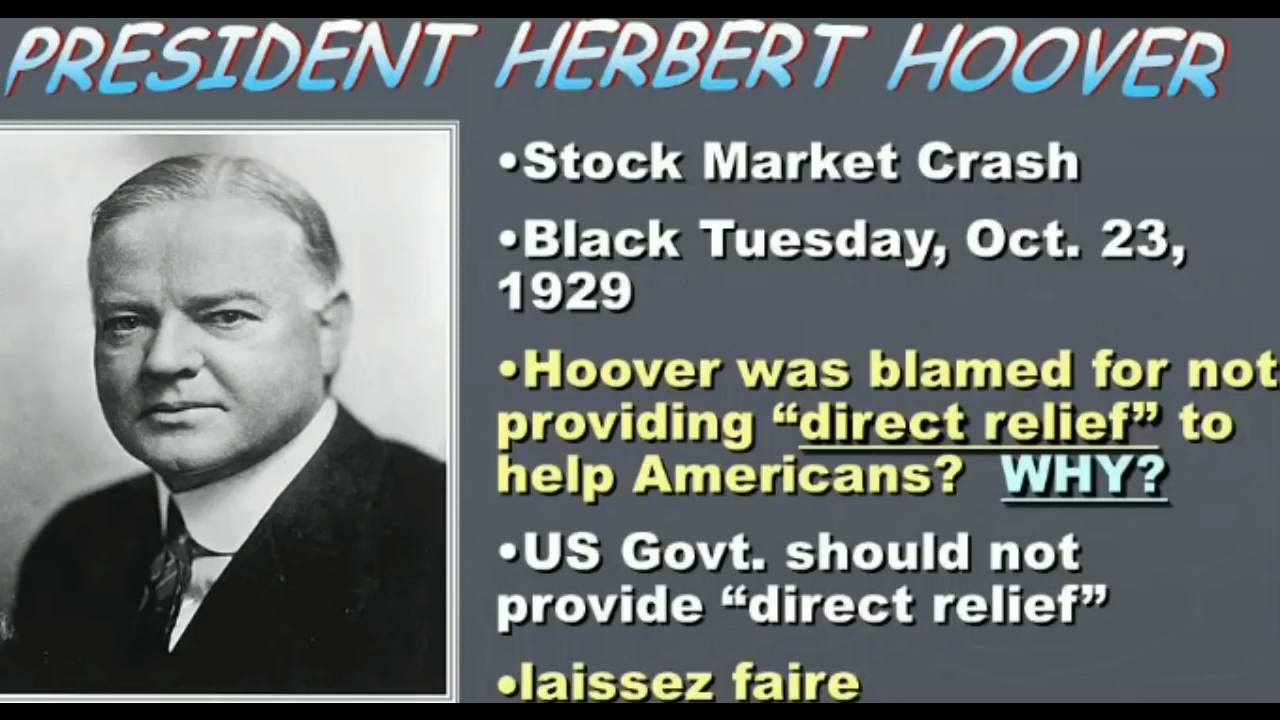 PRESIDENT HERBERT HOOVER
•Stock Market Crash
•Black Tuesday, Oct. 23,
1929
•Hoover was blamed for not
providing “direct relief” to
help Americans? WHY?
•US Govt. should not
provide “direct relief”
•laissez faire